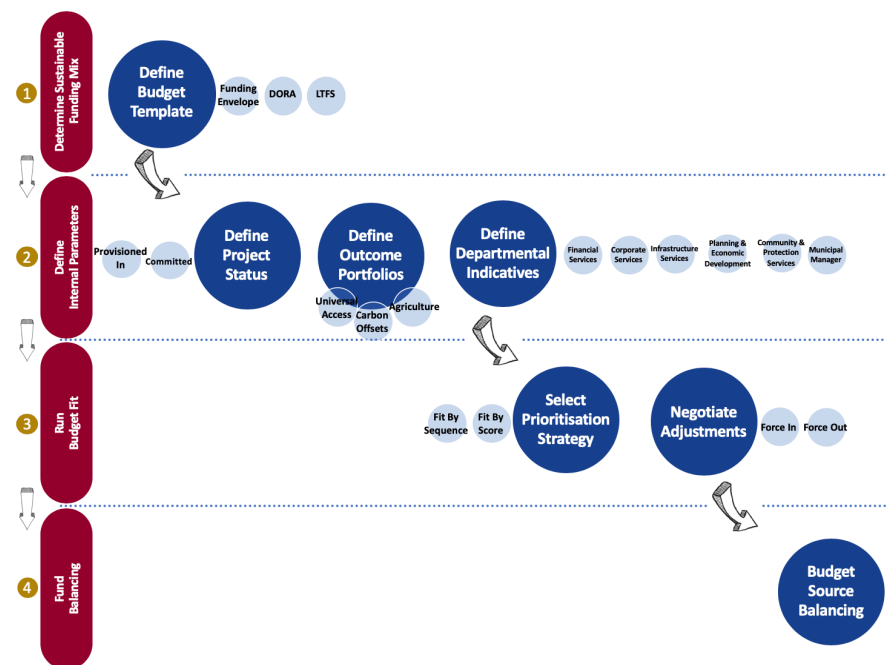 1
Determine Sustainable
Funding Mix
Define
Budget
Template
Funding
Envelope
DORA
LTFS
2
Define
Internal Parameters
Provisioned
In
Committed
Define
Project
Status
Define
Outcome
Portfolios
Universal
Access
Carbon
Offsets
Agriculture
Define
Departmental
Indicatives
Financial
Services
Corporate
Services
Infrastructure
Services
Planning &
Economic
Development
Community &
Protection
Services
Municipal
Manager
3
Run
Budget Fit
Fit By
Sequence
Fit By
Score
Select
Prioritisation
Strategy
Negotiate
Adjustments
Force In
Force Out
4
Fund
Balancing
Budget
Source
Balancing